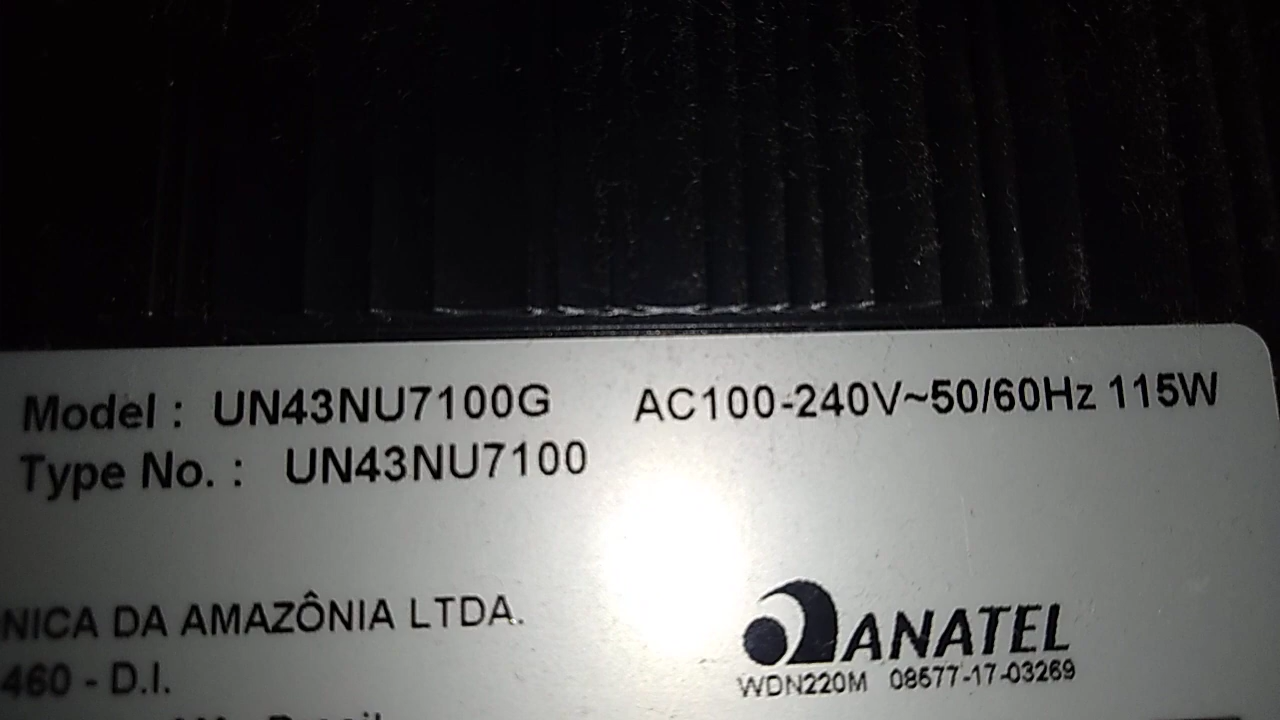 Model : UN43NU7100G AC100-240V~50/60Hz 115W
Type No. : UN43NU7100
NICA DA AMAZÔNIA LTDA.
ANATEL
460 - D.I.
WDN220M 08677-17-03269